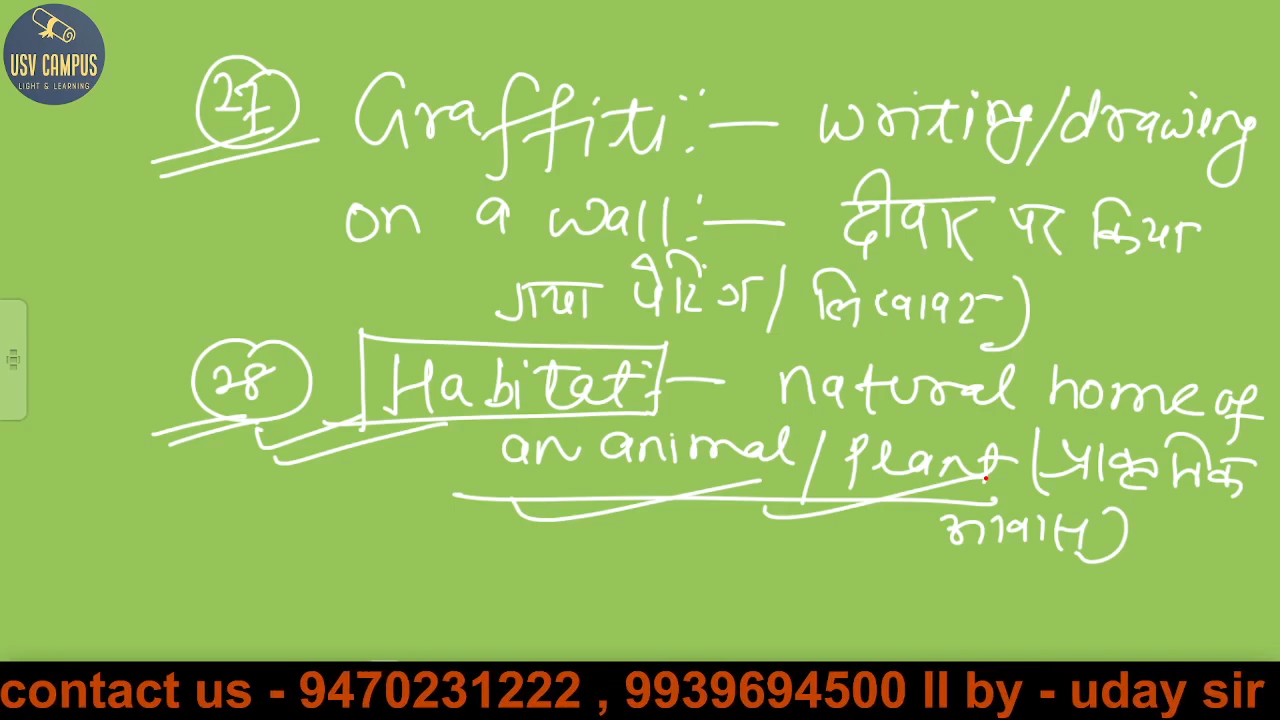 USV CAMPUS
LIGHT & LEARNING
27 Graffiti :— writing/drawing
on a wall :— दीवार पर किया
गया पेंटिंग/ लिखावट)
28 Habitat :— natural home of
an animal / plant (प्राकृतिक
आवास)
contact us - 9470231222 , 9939694500 ll by - uday sir